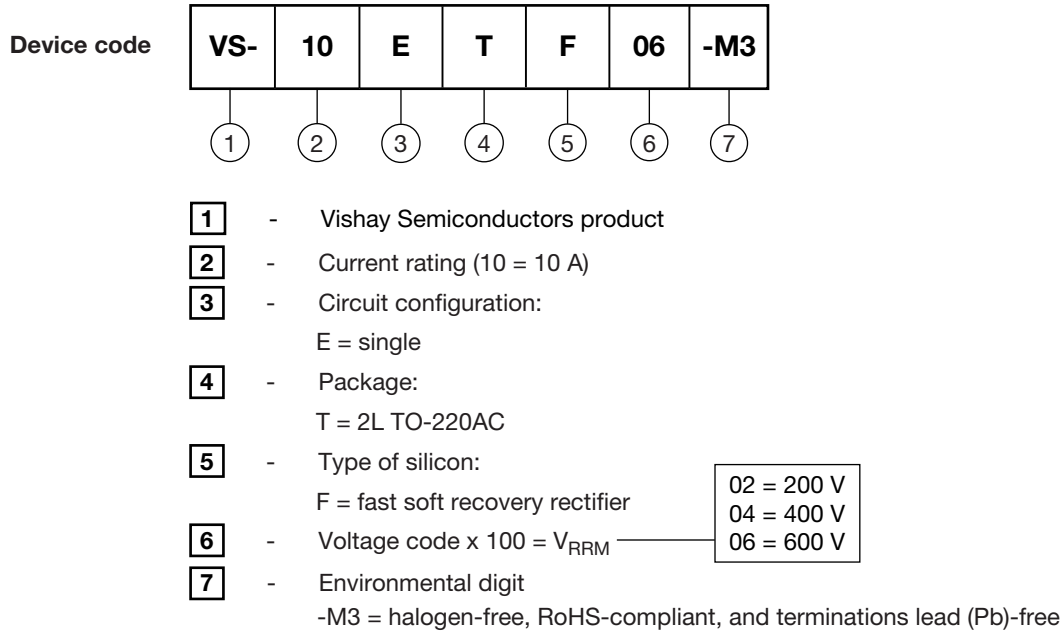 Device code
VS- 10 E T F 06 -M3
1 2 3 4 5 6 7
1 - Vishay Semiconductors product
2 - Current rating (10 = 10 A)
3 - Circuit configuration:
E = single
4 - Package:
T = 2L TO-220AC
5 - Type of silicon:
F = fast soft recovery rectifier
6 - Voltage code x 100 = VRRM
02 = 200 V
04 = 400 V
06 = 600 V
7 - Environmental digit
-M3 = halogen-free, RoHS-compliant, and terminations lead (Pb)-free